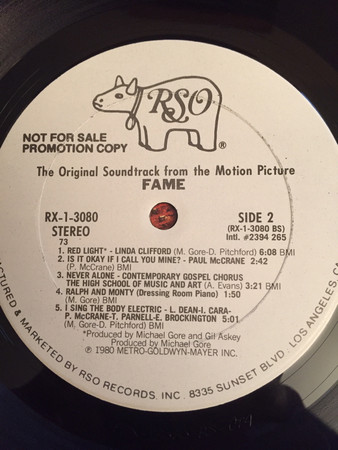 RSO
®
NOT FOR SALE
PROMOTION COPY
The Original Soundtrack from the Motion Picture
FAME
RX-1-3080
STEREO
73
SIDE 2
(RX-1-3080 BS)
Intl. #2394 265
1. RED LIGHT* - LINDA CLIFFORD (M. Gore-D. Pitchford) 6:08 BMI
2. IS IT OKAY IF I CALL YOU MINE? - PAUL McCRANE 2:42
(P. McCrane) BMI
3. NEVER ALONE - CONTEMPORARY GOSPEL CHORUS
THE HIGH SCHOOL OF MUSIC AND ART (A. Evans) 3:21 BMI
4. RALPH AND MONTY (Dressing Room Piano) 1:50
(M. Gore) BMI
5. I SING THE BODY ELECTRIC - L. DEAN-I. CARA-
P. McCRANE-T. PARNELL-E. BROCKINGTON 5:01
(M. Gore-D. Pitchford) BMI
*Produced by Michael Gore and Gil Askey
Produced by Michael Gore
℗ 1980 METRO-GOLDWYN-MAYER INC.
& MARKETED BY RSO RECORDS, INC. 8335 SUNSET BLVD., LOS ANGELES, CA